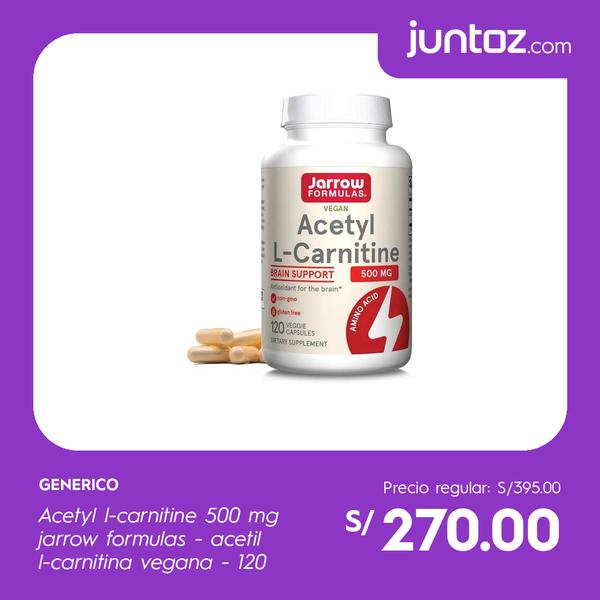 juntoz.com
Jarrow
FORMULAS®
VEGAN
Acetyl
L-Carnitine
BRAIN SUPPORT
500 MG
Antioxidant for the brain*
non-gmo
gluten free
AMINO ACID
120 VEGGIE
CAPSULES
DIETARY SUPPLEMENT
GENERICO
Acetyl l-carnitine 500 mg
jarrow formulas - acetil
l-carnitina vegana - 120
Precio regular: S/395.00
S/ 270.00